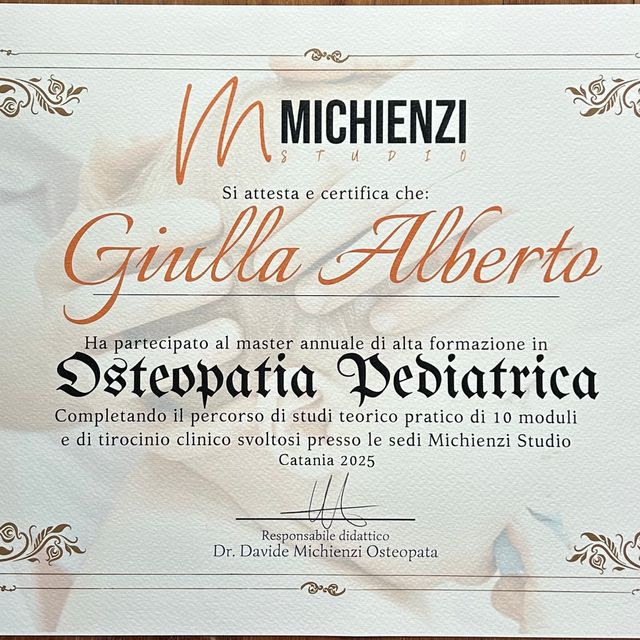 M MICHIENZI
STUDIO
Si attesta e certifica che:
Giulla Alberto
Ha partecipato al master annuale di alta formazione in
Osteopatia Pediatrica
Completando il percorso di studi teorico pratico di 10 moduli
e di tirocinio clinico svoltosi presso le sedi Michienzi Studio
Catania 2025
Responsabile didattico
Dr. Davide Michienzi Osteopata